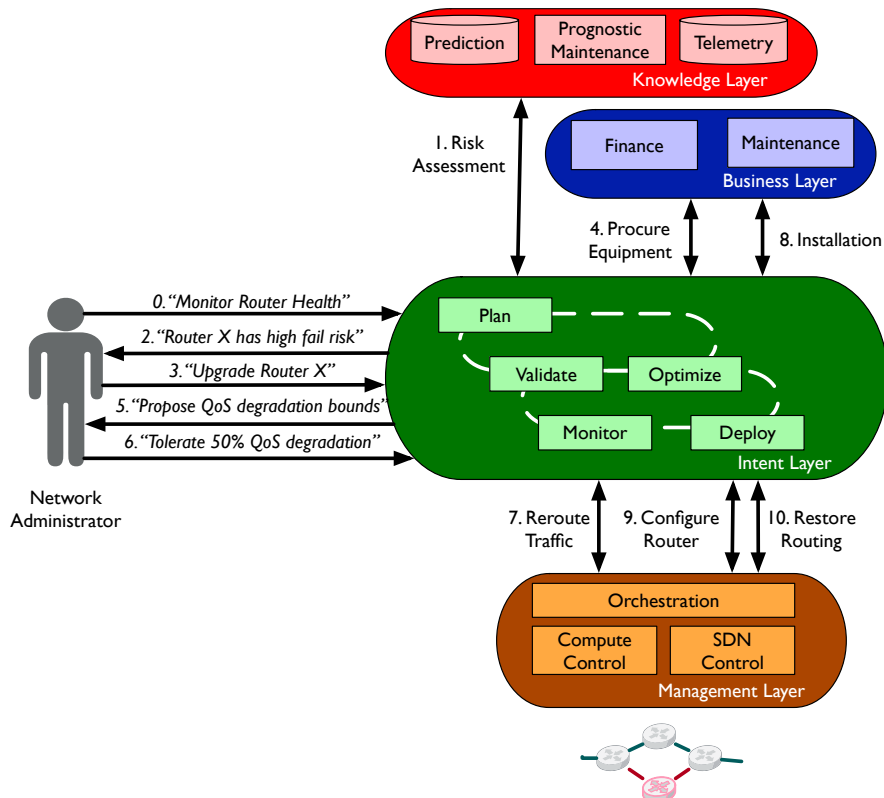 Prediction
Prognostic
Maintenance
Telemetry
Knowledge Layer
1. Risk
Assessment
Finance
Maintenance
Business Layer
4. Procure
Equipment
8. Installation
0. “Monitor Router Health”
2. “Router X has high fail risk”
3. “Upgrade Router X”
5. “Propose QoS degradation bounds”
6. “Tolerate 50% QoS degradation”
Network
Administrator
Plan
Validate
Optimize
Monitor
Deploy
Intent Layer
7. Reroute
Traffic
9. Configure
Router
10. Restore
Routing
Orchestration
Compute
Control
SDN
Control
Management Layer